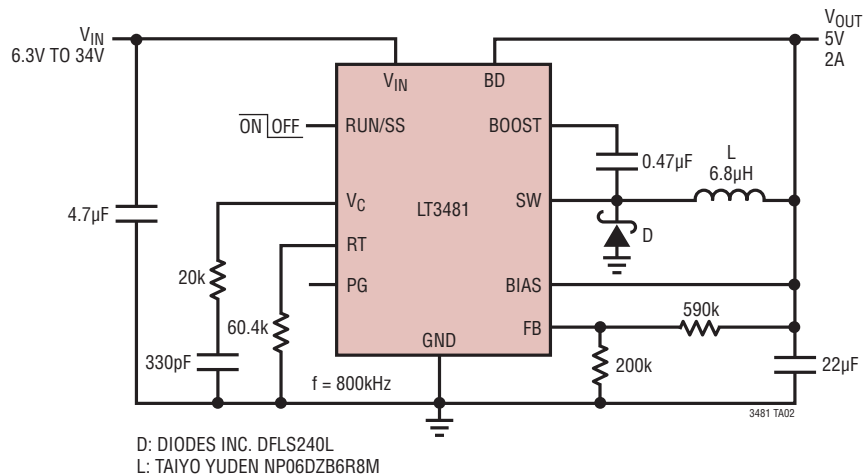 VIN
6.3V TO 34V
VOUT
5V
2A
VIN
BD
ON OFF
RUN/SS
BOOST
0.47µF
L
6.8µH
4.7µF
VC
LT3481
SW
D
RT
20k
PG
BIAS
590k
60.4k
FB
GND
330pF
f = 800kHz
200k
22µF
3481 TA02
D: DIODES INC. DFLS240L
L: TAIYO YUDEN NP06DZB6R8M